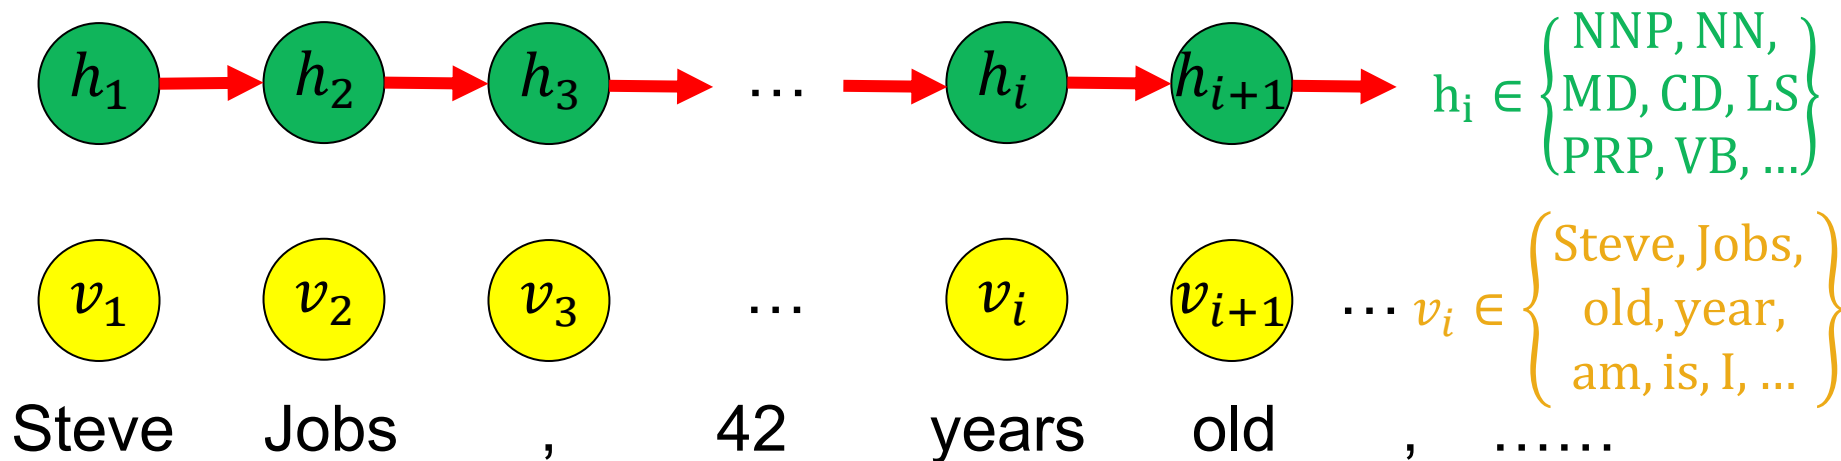 h₁ h₂ h₃ … hᵢ hᵢ₊₁
hᵢ ∈ { NNP, NN,
MD, CD, LS
PRP, VB, … }
v₁ v₂ v₃ … vᵢ vᵢ₊₁ …
vᵢ ∈ { Steve, Jobs,
old, year,
am, is, I, … }
Steve Jobs , 42 years old , ……